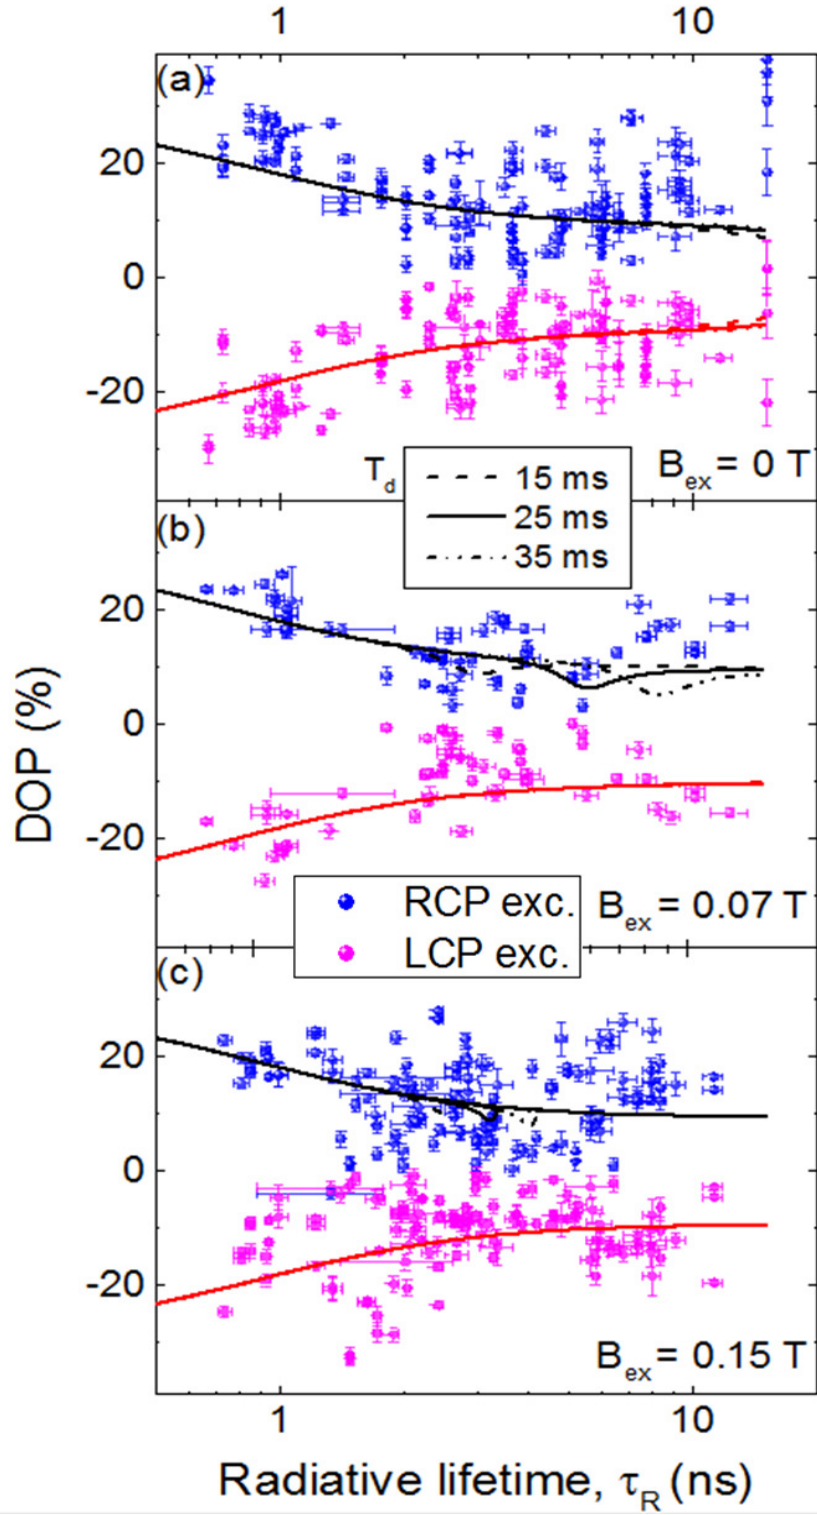 1 10
(a)
20
0
-20
T_d
15 ms
25 ms
35 ms
B_ex = 0 T
(b)
20
0
-20
DOP (%)
RCP exc.
LCP exc.
B_ex = 0.07 T
(c)
20
0
-20
B_ex = 0.15 T
1 10
Radiative lifetime, τ_R (ns)